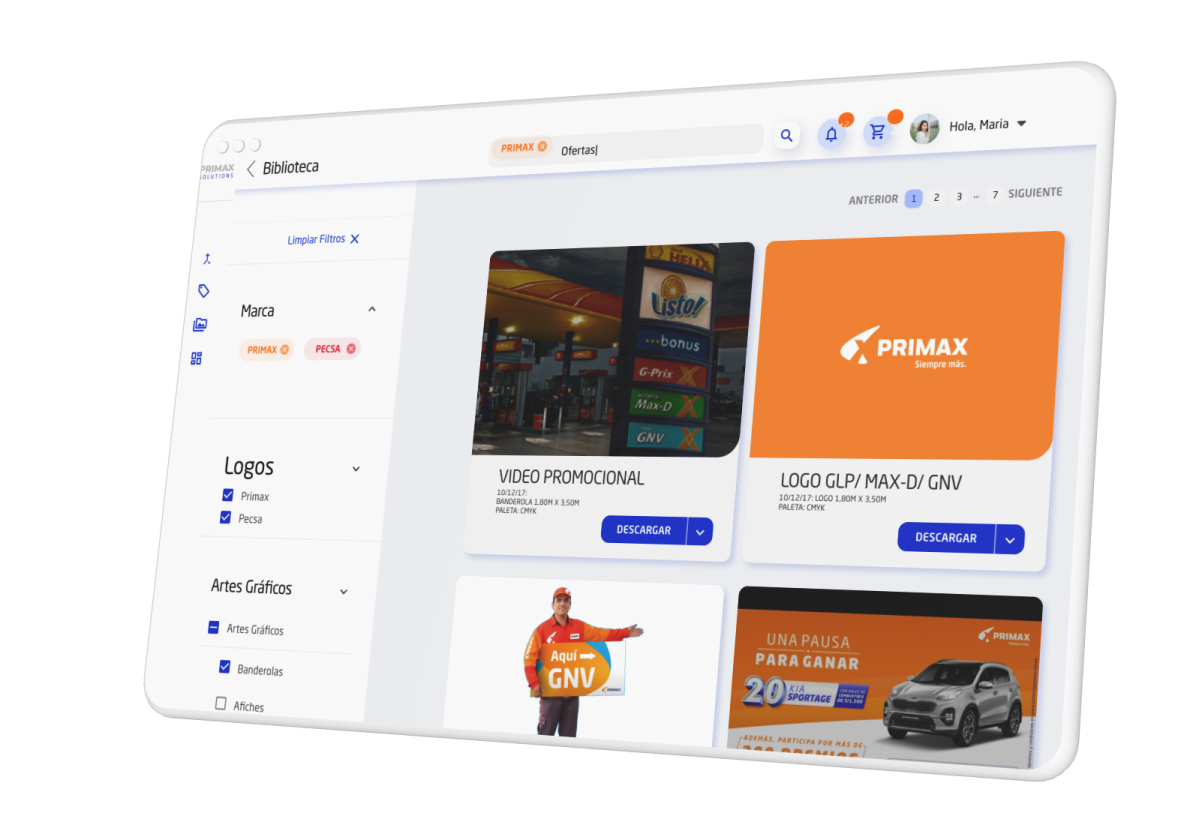 PRIMAX
SOLUTIONS
Biblioteca
PRIMAX
Ofertas
Hola, Maria
ANTERIOR 1 2 3 ... 7 SIGUIENTE
Limpiar Filtros
Marca
PRIMAX
PECSA
Logos
Primax
Pecsa
Artes Gráficos
Artes Gráficos
Banderolas
Afiches
HELIX
Listo!
bonus
G-Prix
Max-D
GNV
VIDEO PROMOCIONAL
10/12/17:
BANDEROLA 1,80M X 3,50M
PALETA: CMYK
DESCARGAR
PRIMAX
Siempre más.
LOGO GLP/ MAX-D/ GNV
10/12/17: LOGO 1,80M X 3,50M
PALETA: CMYK
DESCARGAR
Aquí
GNV
PRIMAX
UNA PAUSA
PARA GANAR
20 KIA
SPORTAGE
PRIMAX
ADEMÁS, PARTICIPA POR MÁS DE